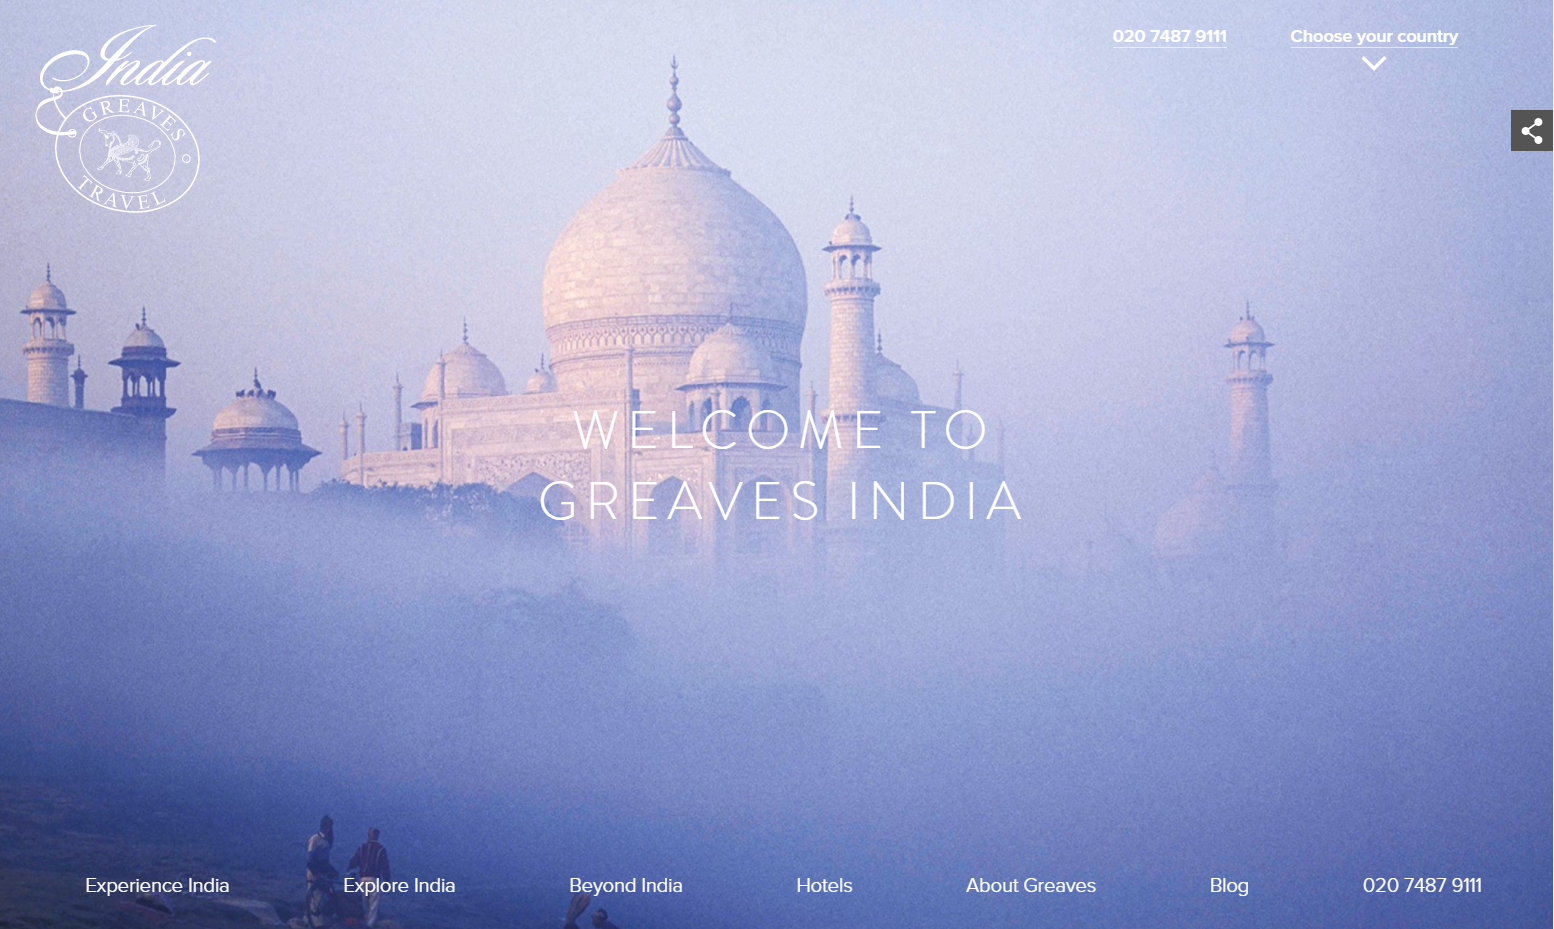 India
GREAVES
TRAVEL
020 7487 9111
Choose your country
WELCOME TO
GREAVES INDIA
Experience India
Explore India
Beyond India
Hotels
About Greaves
Blog
020 7487 9111